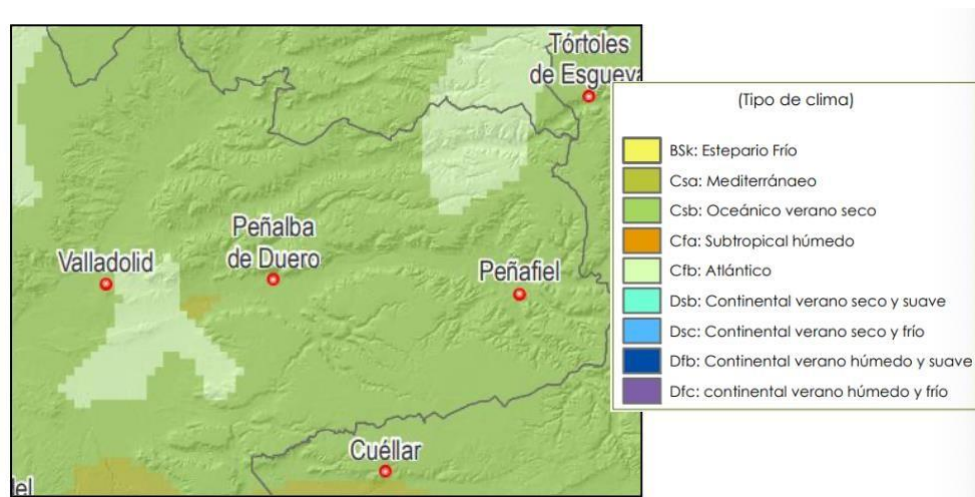 Tórtoles
de Esgueva
Valladolid
Peñalba
de Duero
Peñafiel
Cuéllar
el
(Tipo de clima)
BSk: Estepario Frío
Csa: Mediterránaeo
Csb: Oceánico verano seco
Cfa: Subtropical húmedo
Cfb: Atlántico
Dsb: Continental verano seco y suave
Dsc: Continental verano seco y frío
Dfb: Continental verano húmedo y suave
Dfc: continental verano húmedo y frío